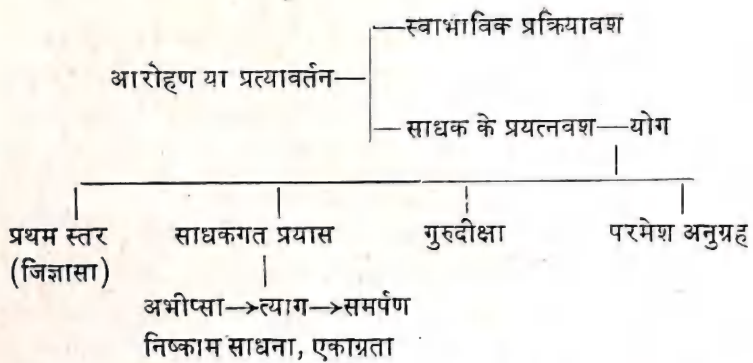 —स्वाभाविक प्रक्रियावश
आरोहण या प्रत्यावर्तन—
—साधक के प्रयत्नवश—योग
प्रथम स्तर साधकगत प्रयास गुरुदीक्षा परमेश अनुग्रह
(जिज्ञासा)
अभीप्सा→त्याग→समर्पण
निष्काम साधना, एकाग्रता